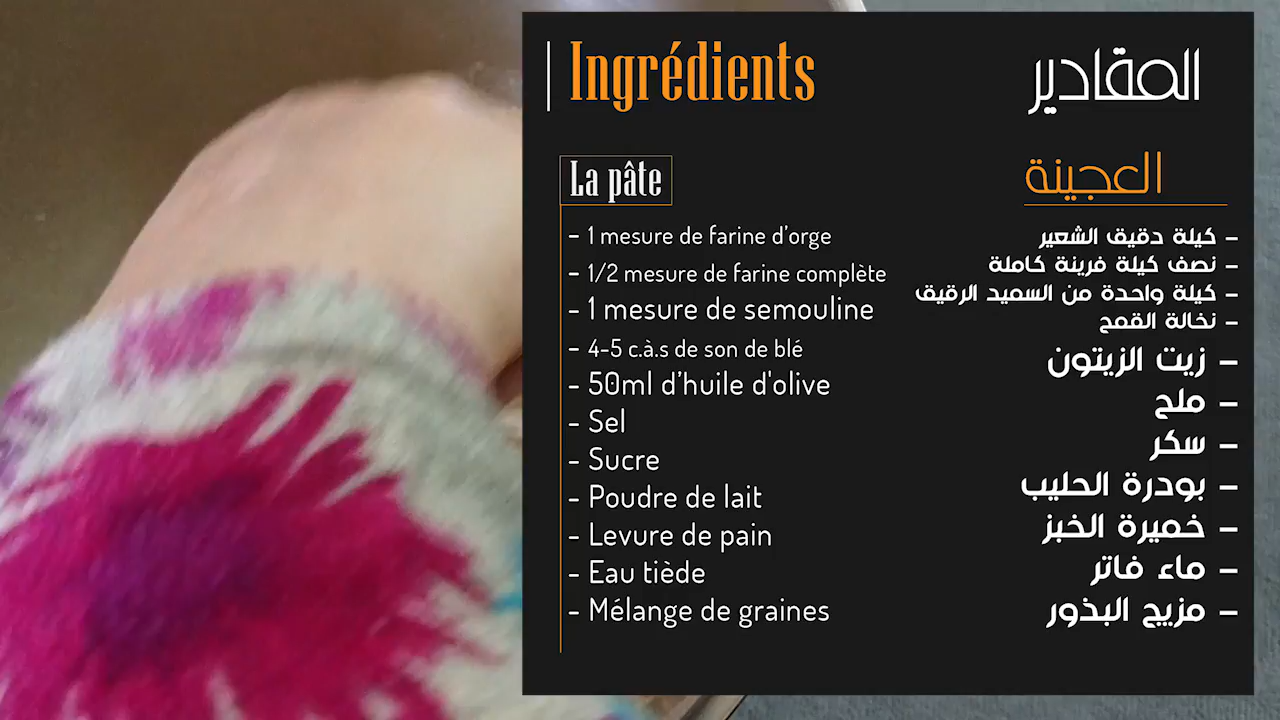 Ingrédients
المقادير
La pâte
- 1 mesure de farine d’orge
- 1/2 mesure de farine complète
- 1 mesure de semouline
- 4-5 c.à.s de son de blé
- 50ml d’huile d'olive
- Sel
- Sucre
- Poudre de lait
- Levure de pain
- Eau tiède
- Mélange de graines
العجينة
– كيلة دقيق الشعير
– نصف كيلة فرينة كاملة
– كيلة واحدة من السميد الرقيق
– نخالة القمح
– زيت الزيتون
– ملح
– سكر
– بودرة الحليب
– خميرة الخبز
– ماء فاتر
– مزيج البذور